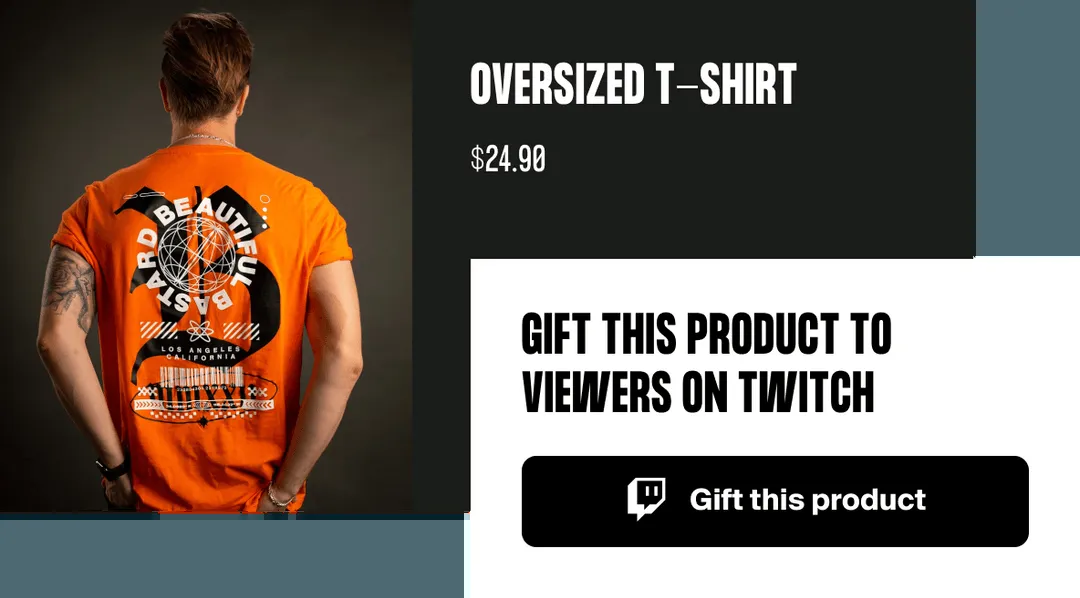 OVERSIZED T-SHIRT
$24.90
BEAUTIFUL BASTARD
LOS ANGELES
CALIFORNIA
GIFT THIS PRODUCT TO
VIEWERS ON TWITCH
Gift this product